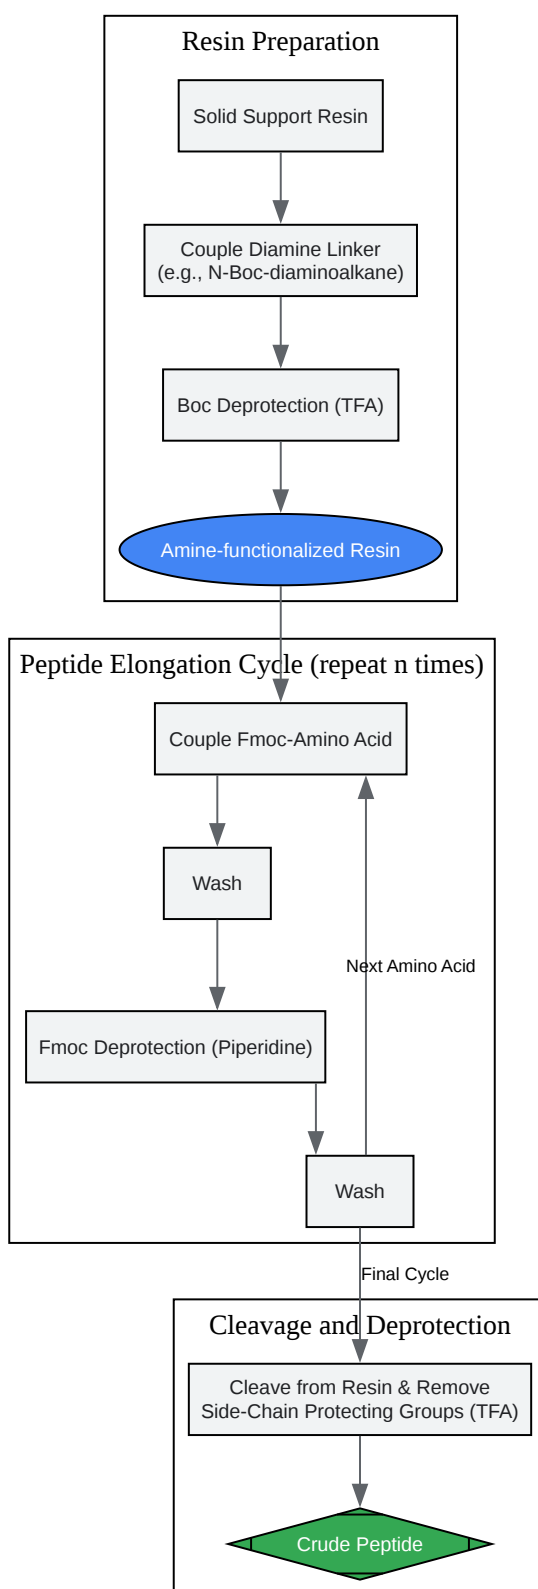 Resin Preparation
Solid Support Resin
Couple Diamine Linker
(e.g., N-Boc-diaminoalkane)
Boc Deprotection (TFA)
Amine-functionalized Resin
Peptide Elongation Cycle (repeat n times)
Couple Fmoc-Amino Acid
Wash
Next Amino Acid
Fmoc Deprotection (Piperidine)
Wash
Final Cycle
Cleavage and Deprotection
Cleave from Resin & Remove
Side-Chain Protecting Groups (TFA)
Crude Peptide